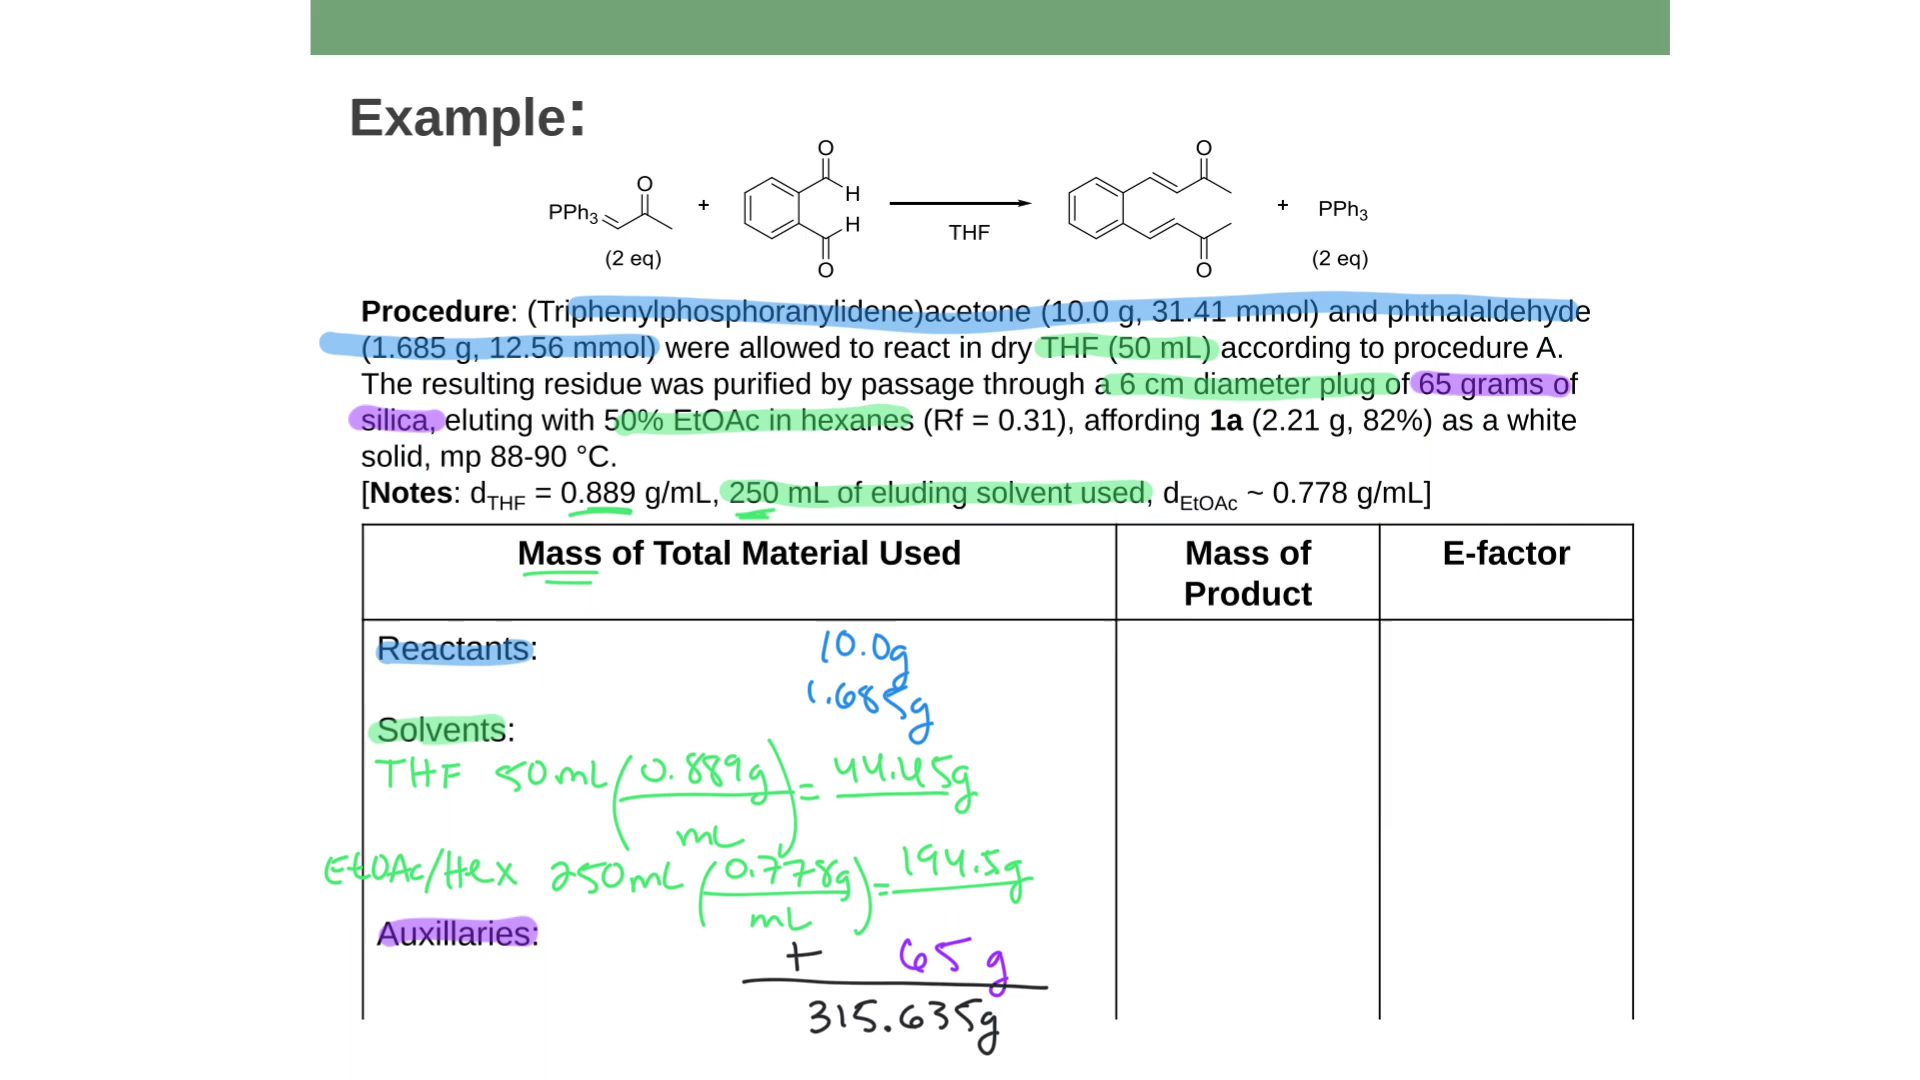 Example:
O O O
PPh3 + H H THF + PPh3
O O
(2 eq) (2 eq)
Procedure: (Triphenylphosphoranylidene)acetone (10.0 g, 31.41 mmol) and phthalaldehyde
(1.685 g, 12.56 mmol) were allowed to react in dry THF (50 mL) according to procedure A.
The resulting residue was purified by passage through a 6 cm diameter plug of 65 grams of
silica, eluting with 50% EtOAc in hexanes (Rf = 0.31), affording 1a (2.21 g, 82%) as a white
solid, mp 88-90 °C.
[Notes: dTHF = 0.889 g/mL, 250 mL of eluding solvent used, dEtOAc ~ 0.778 g/mL]
Mass of Total Material Used
Mass of
Product
E-factor
Reactants: 10.0g
1.685g
Solvents:
THF 50mL (0.889g/mL) = 44.45g
EtOAc/Hex 250mL (0.778g/mL) = 194.5g
Auxillaries:
+ 65 g
315.635g